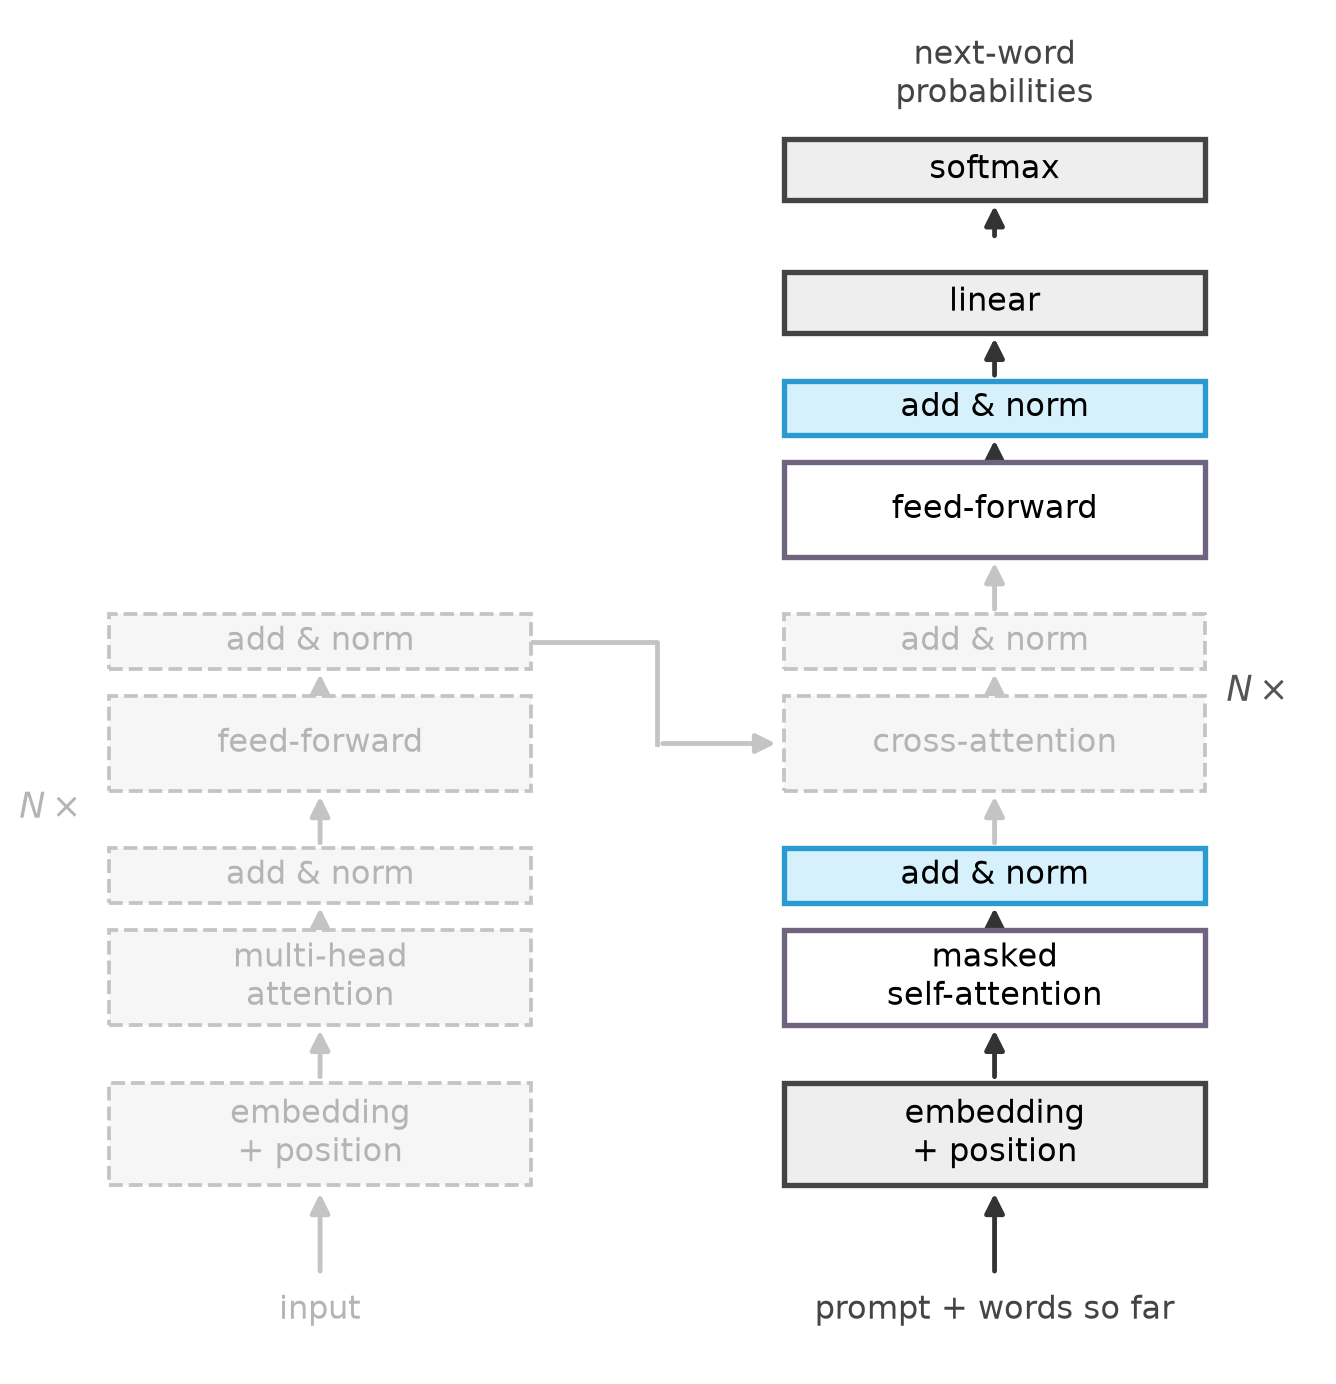 next-word
probabilities
softmax
linear
add & norm
feed-forward
add & norm
cross-attention
N ×
add & norm
masked
self-attention
embedding
+ position
prompt + words so far
add & norm
feed-forward
N ×
add & norm
multi-head
attention
embedding
+ position
input